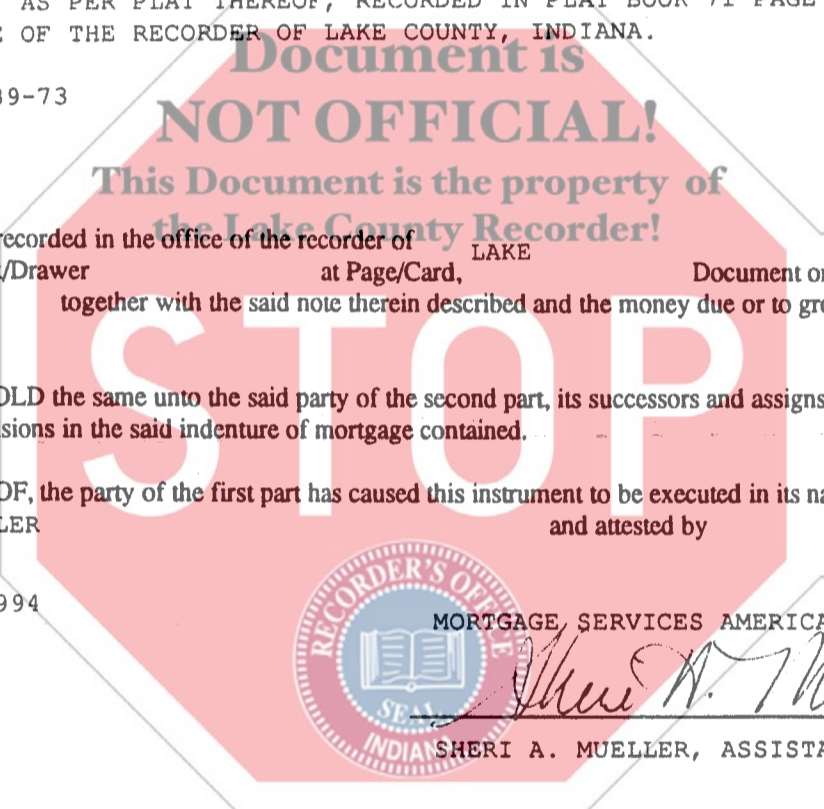 AS PER PLAT THEREOF, RECORDED IN PLAT BOOK 71 PAGE
OF THE RECORDER OF LAKE COUNTY, INDIANA.
Document is
39-73
NOT OFFICIAL!
This Document is the property of
the Lake County Recorder!
recorded in the office of the recorder of LAKE
/Drawer at Page/Card, Document
together with the said note therein described and the money due or to
STOP
OLD the same unto the said party of the second part, its successors and assigns
sions in the said indenture of mortgage contained.
OF, the party of the first part has caused this instrument to be executed in its
LER and attested by
RECORDER'S OFFICE
SEAL
INDIANA
994
MORTGAGE SERVICES AMERICA
Sheri A. M
SHERI A. MUELLER,